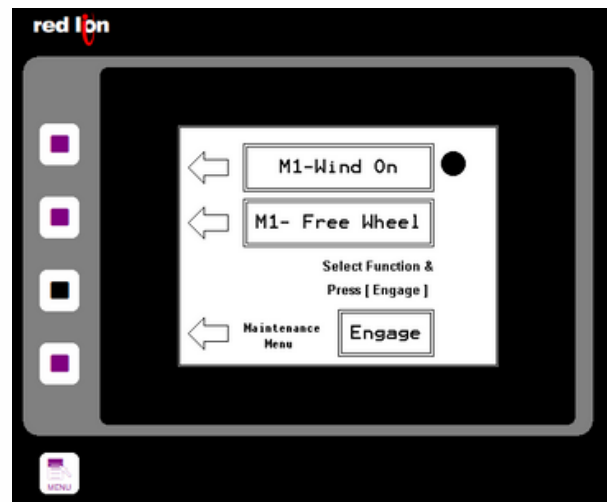 red lion
M1-Wind On
M1- Free Wheel
Select Function &
Press [ Engage ]
Maintenance
Menu
Engage
MENU